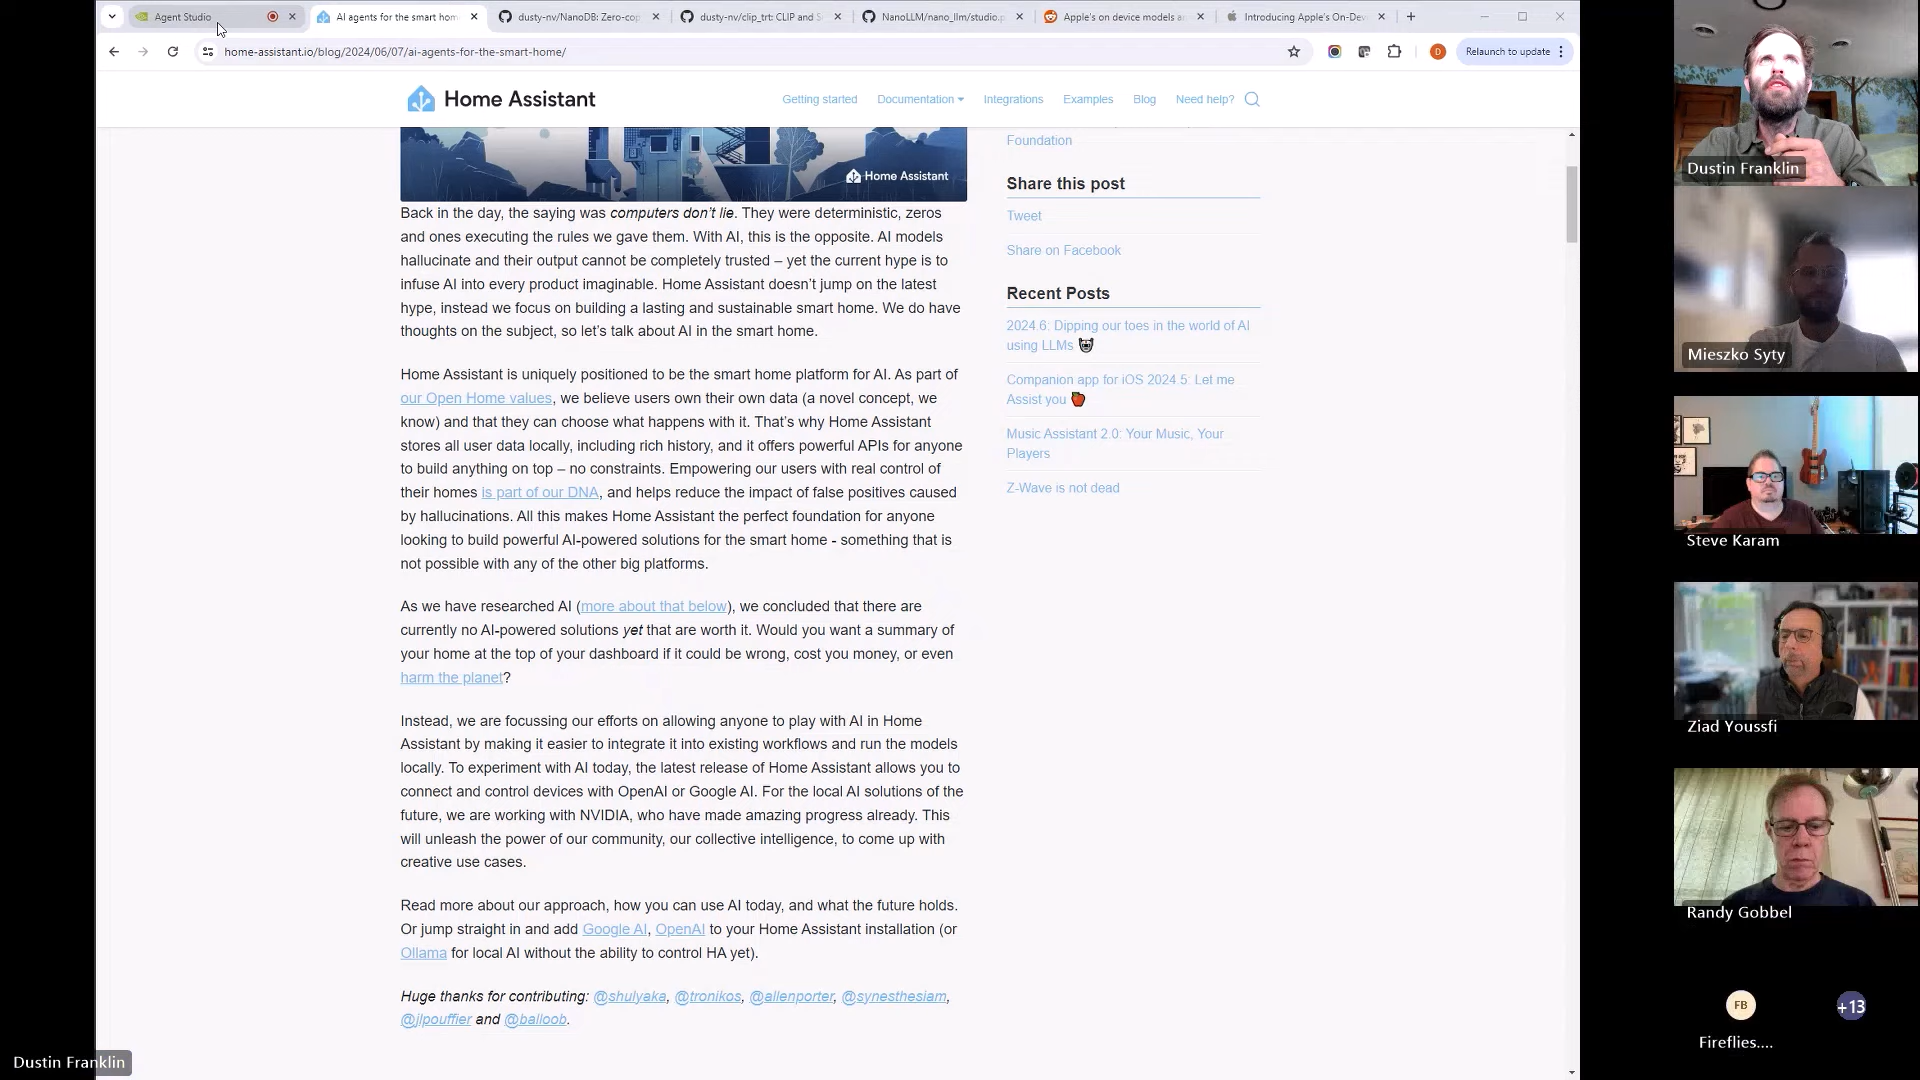 Agent Studio
AI agents for the smart hom
dusty-nv/NanoDB: Zero-cop
dusty-nv/clip_trt: CLIP and S
NanoLLM/nano_llm/studio.p
Apple's on device models a
Introducing Apple's On-Dev
home-assistant.io/blog/2024/06/07/ai-agents-for-the-smart-home/
D
Relaunch to update
Home Assistant
Getting started
Documentation
Integrations
Examples
Blog
Need help?
Home Assistant
Back in the day, the saying was computers don't lie. They were deterministic, zeros
and ones executing the rules we gave them. With AI, this is the opposite. AI models
hallucinate and their output cannot be completely trusted – yet the current hype is to
infuse AI into every product imaginable. Home Assistant doesn't jump on the latest
hype, instead we focus on building a lasting and sustainable smart home. We do have
thoughts on the subject, so let's talk about AI in the smart home.
Home Assistant is uniquely positioned to be the smart home platform for AI. As part of
our Open Home values, we believe users own their own data (a novel concept, we
know) and that they can choose what happens with it. That's why Home Assistant
stores all user data locally, including rich history, and it offers powerful APIs for anyone
to build anything on top – no constraints. Empowering our users with real control of
their homes is part of our DNA, and helps reduce the impact of false positives caused
by hallucinations. All this makes Home Assistant the perfect foundation for anyone
looking to build powerful AI-powered solutions for the smart home - something that is
not possible with any of the other big platforms.
As we have researched AI (more about that below), we concluded that there are
currently no AI-powered solutions yet that are worth it. Would you want a summary of
your home at the top of your dashboard if it could be wrong, cost you money, or even
harm the planet?
Instead, we are focussing our efforts on allowing anyone to play with AI in Home
Assistant by making it easier to integrate it into existing workflows and run the models
locally. To experiment with AI today, the latest release of Home Assistant allows you to
connect and control devices with OpenAI or Google AI. For the local AI solutions of the
future, we are working with NVIDIA, who have made amazing progress already. This
will unleash the power of our community, our collective intelligence, to come up with
creative use cases.
Read more about our approach, how you can use AI today, and what the future holds.
Or jump straight in and add Google AI, OpenAI to your Home Assistant installation (or
Ollama for local AI without the ability to control HA yet).
Huge thanks for contributing: @shulyaka, @tronikos, @allenporter, @synesthesiam,
@jlpouffier and @balloob.
Foundation
Share this post
Tweet
Share on Facebook
Recent Posts
2024.6: Dipping our toes in the world of AI
using LLMs
Companion app for iOS 2024.5: Let me
Assist you
Music Assistant 2.0: Your Music, Your
Players
Z-Wave is not dead
Dustin Franklin
Mieszko Syty
Steve Karam
Ziad Youssfi
Randy Gobbel
FB
+13
Fireflies....
Dustin Franklin